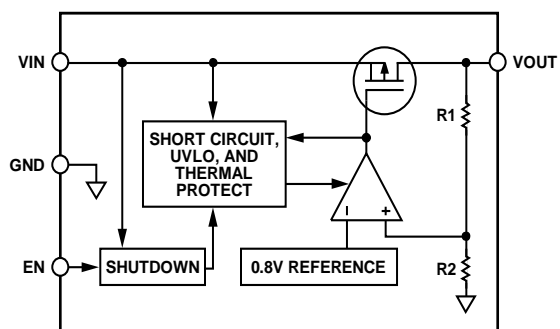 VIN
VOUT
R1
SHORT CIRCUIT,
UVLO, AND
THERMAL
PROTECT
GND
–
+
EN
SHUTDOWN
0.8V REFERENCE
R2